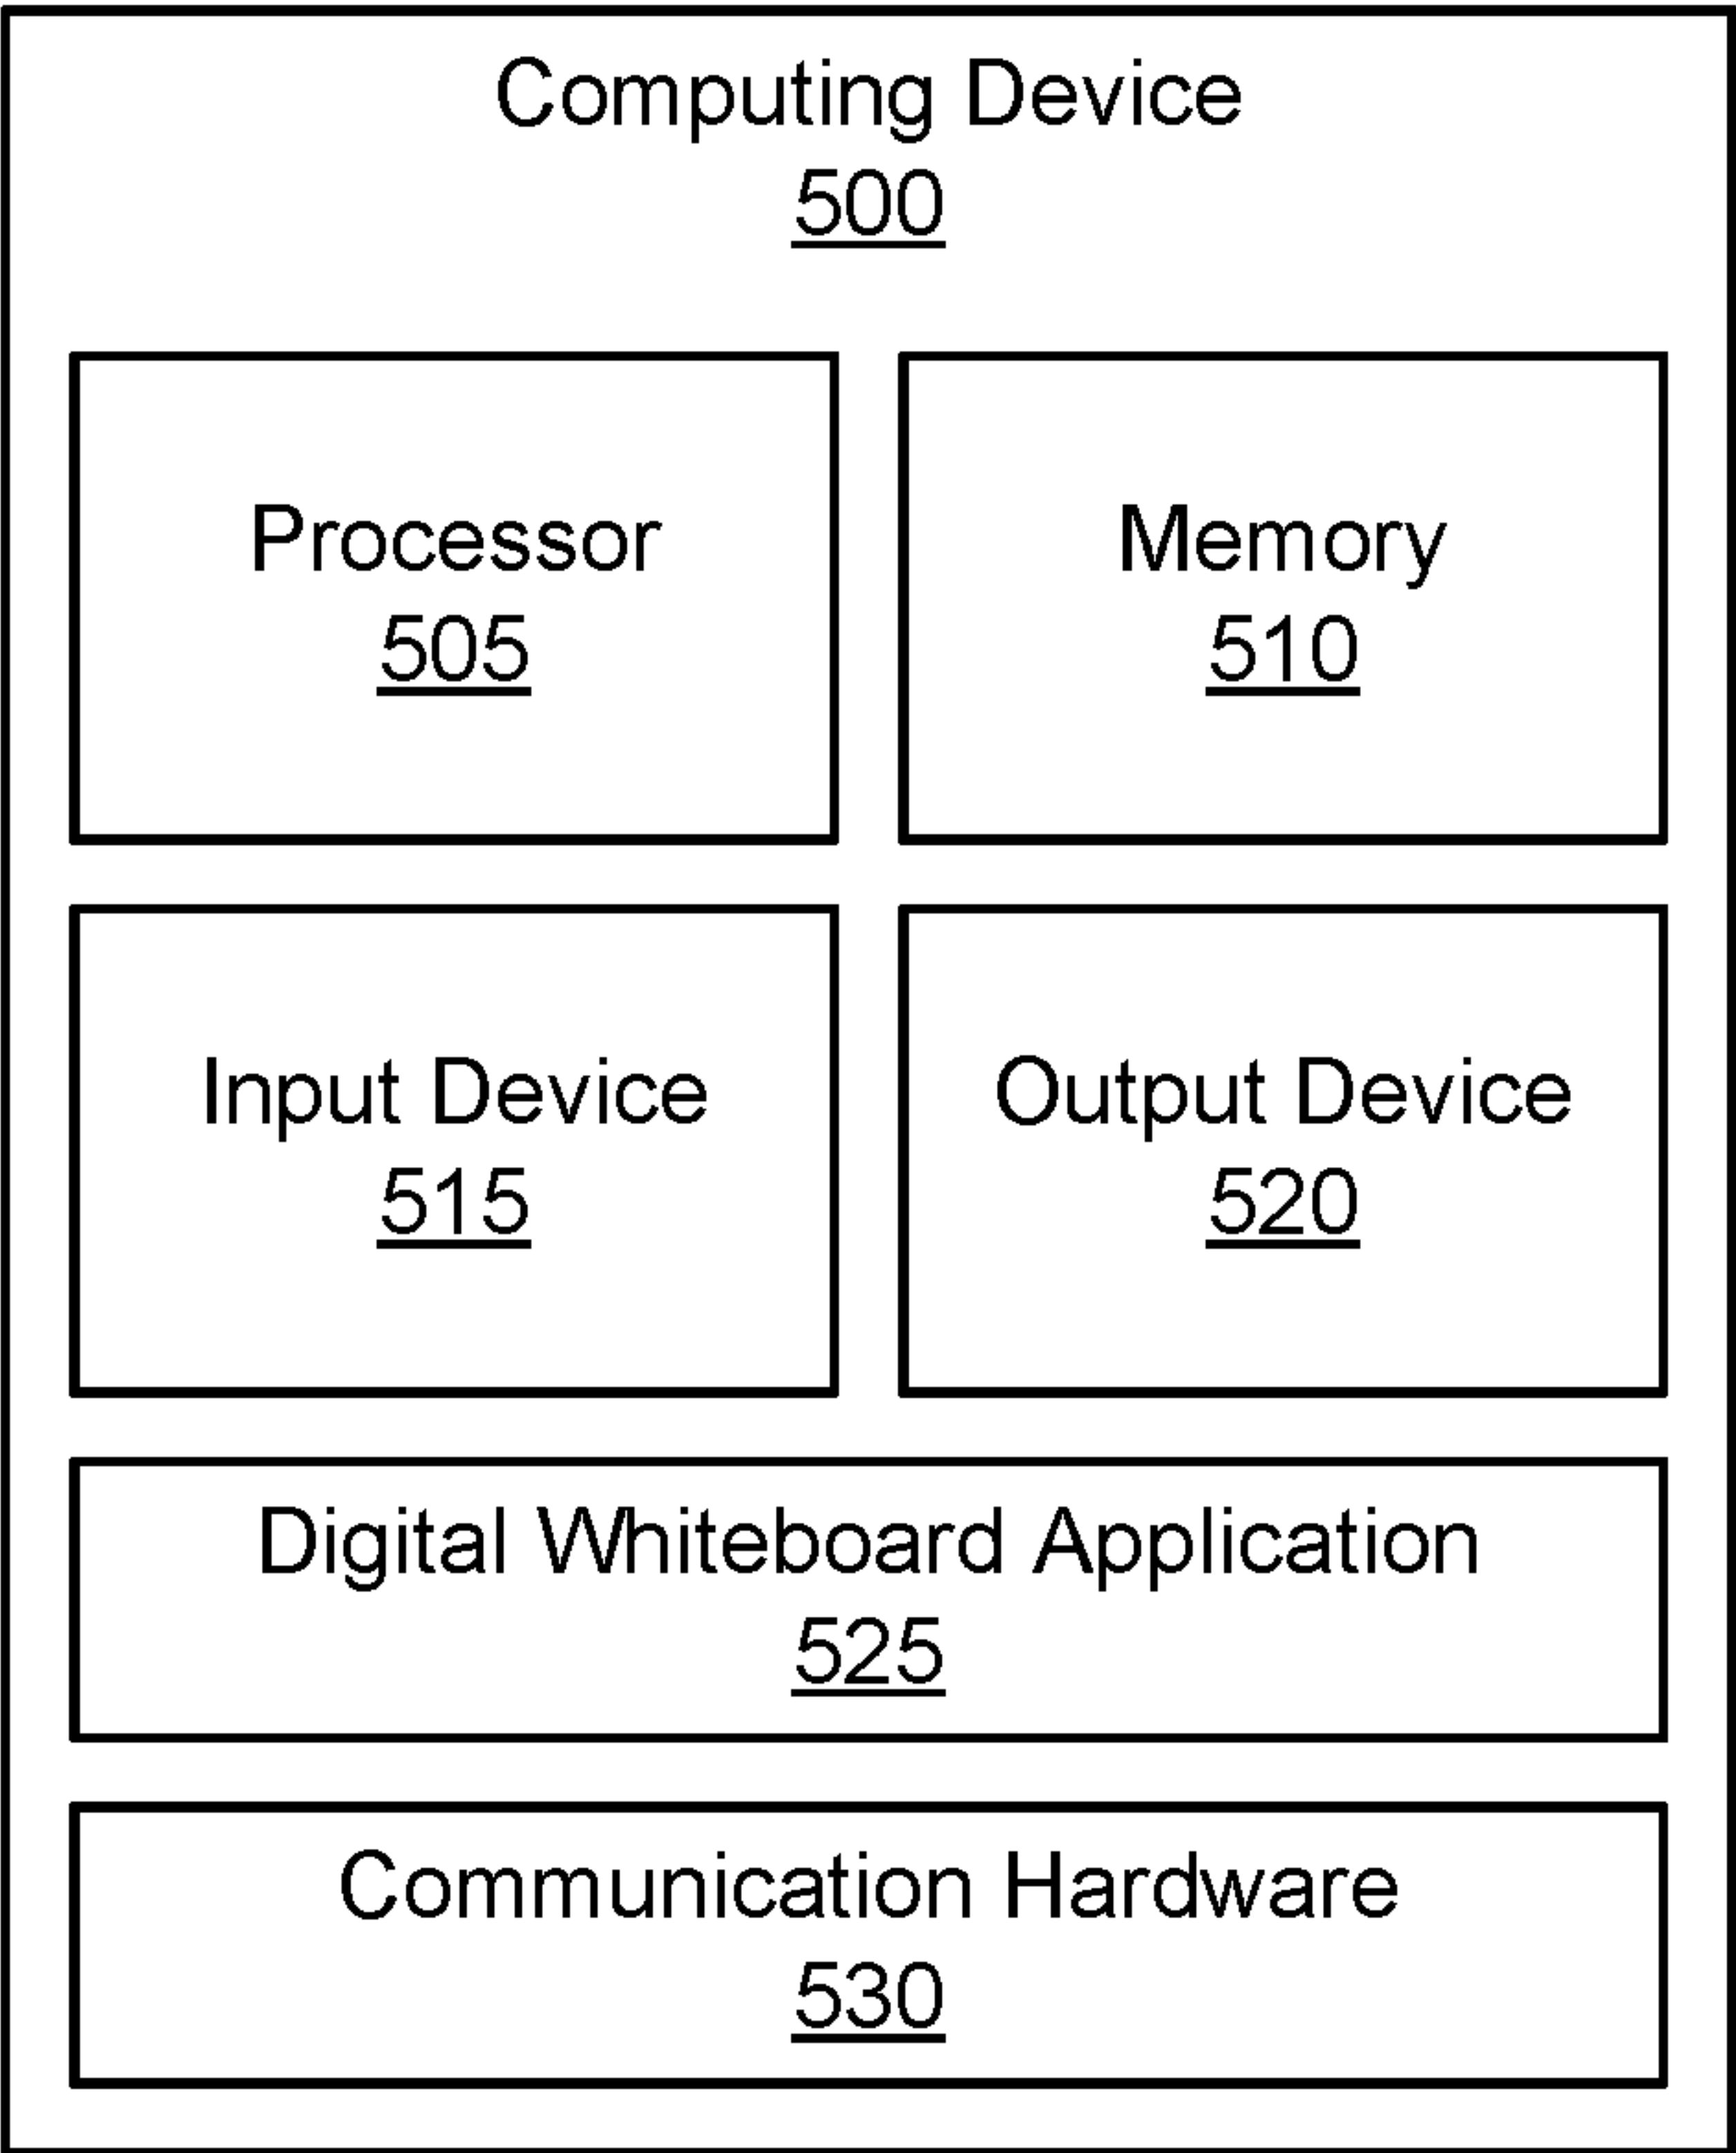 Computing Device
500
Processor
505
Memory
510
Input Device
515
Output Device
520
Digital Whiteboard Application
525
Communication Hardware
530